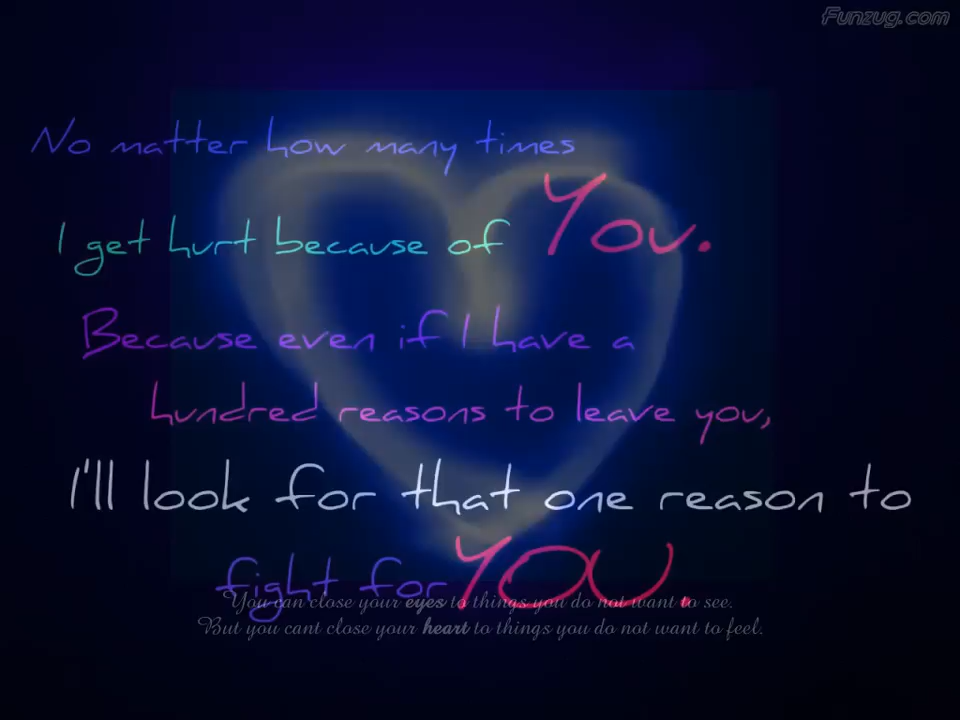 Funzug.com
No matter how many times
I get hurt because of You.
Because even if I have a
hundred reasons to leave you,
I'll look for that one reason to
fight for YOU.
You can close your eyes to things you do not want to see.
But you cant close your heart to things you do not want to feel.